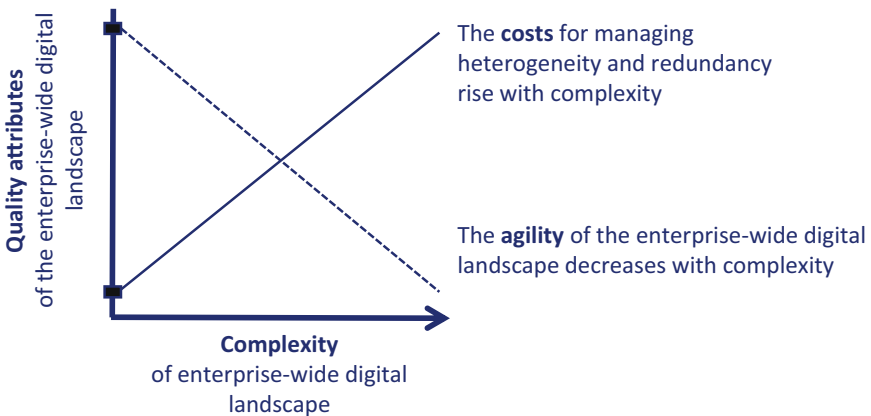 Quality attributes
of the enterprise-wide digital
landscape
The costs for managing
heterogeneity and redundancy
rise with complexity
The agility of the enterprise-wide digital
landscape decreases with complexity
Complexity
of enterprise-wide digital
landscape